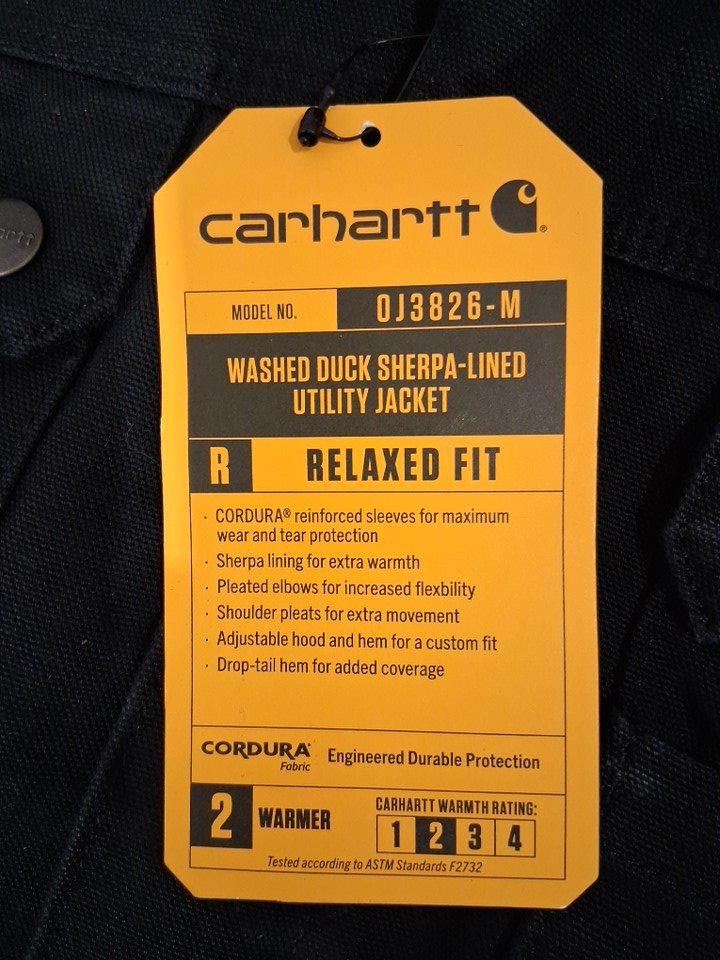 carhartt
MODEL NO. OJ3826-M
WASHED DUCK SHERPA-LINED
UTILITY JACKET
R RELAXED FIT
· CORDURA® reinforced sleeves for maximum
wear and tear protection
· Sherpa lining for extra warmth
· Pleated elbows for increased flexbility
· Shoulder pleats for extra movement
· Adjustable hood and hem for a custom fit
· Drop-tail hem for added coverage
CORDURA® Engineered Durable Protection
Fabric
CARHARTT WARMTH RATING:
2 WARMER 1 2 3 4
Tested according to ASTM Standards F2732